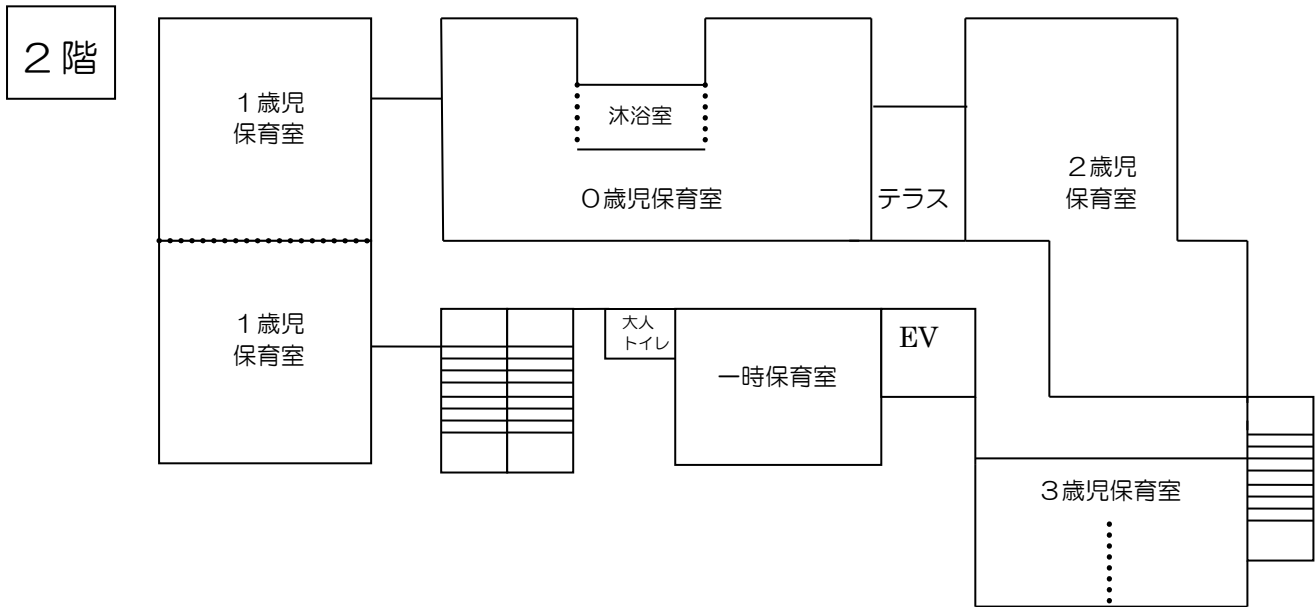 ２階
１歳児
保育室
沐浴室
０歳児保育室
テラス
２歳児
保育室
１歳児
保育室
大人
トイレ
一時保育室
EV
３歳児保育室